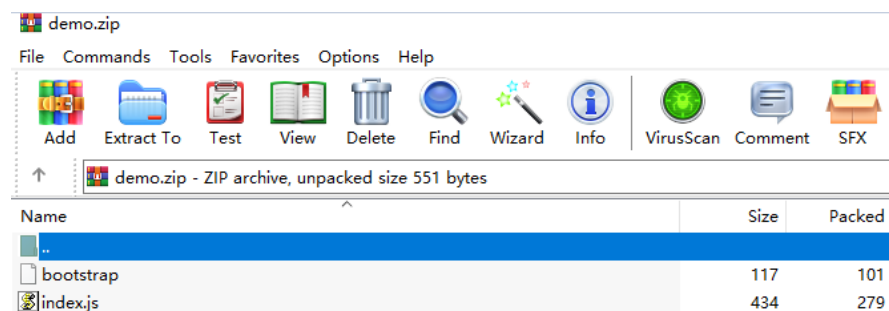 demo.zip
File Commands Tools Favorites Options Help
Add Extract To Test View Delete Find Wizard Info VirusScan Comment SFX
demo.zip - ZIP archive, unpacked size 551 bytes
Name Size Packed
..
bootstrap 117 101
index.js 434 279